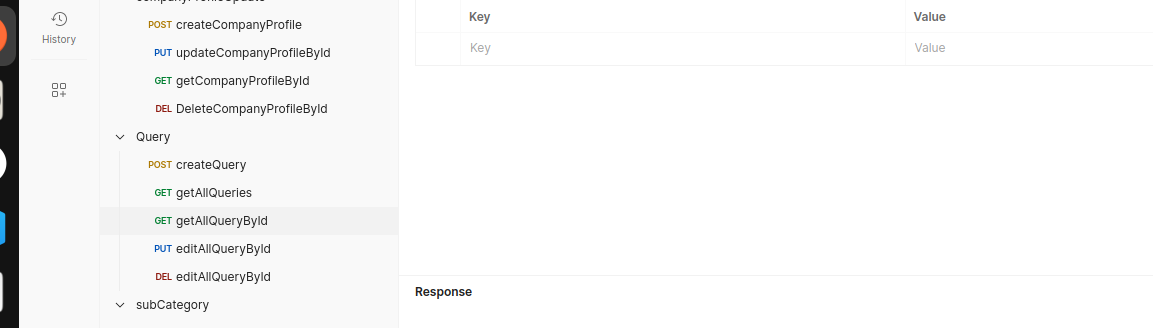 History
companyProfileUpdate
POST createCompanyProfile
PUT updateCompanyProfileById
GET getCompanyProfileById
DEL DeleteCompanyProfileById
Query
POST createQuery
GET getAllQueries
GET getAllQueryById
PUT editAllQueryById
DEL editAllQueryById
subCategory
Key Value
Key Value
Response